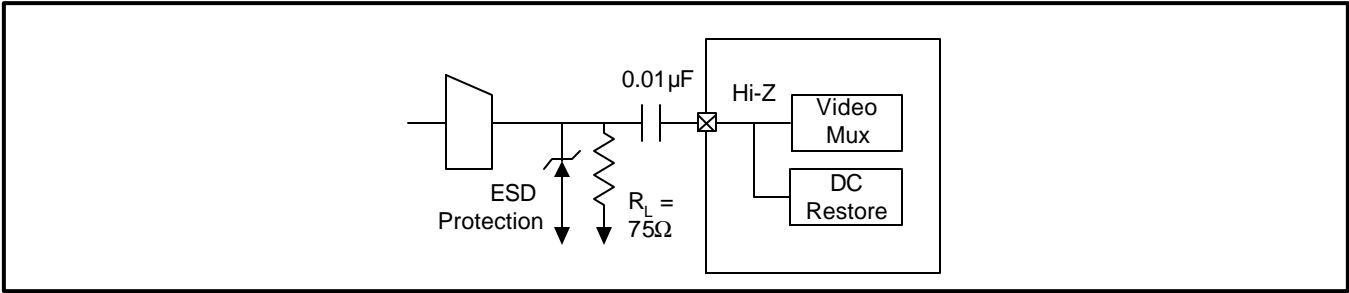 0.01µF
Hi-Z
Video
Mux
DC
Restore
ESD
Protection
R_L =
75Ω